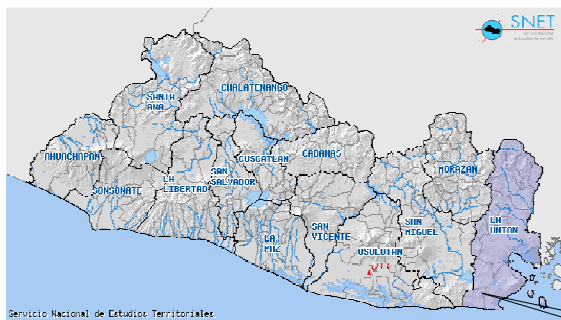 SNET
CHALATENANGO
SANTA
ANA
AHUACHAPAN
CUSCATLAN
CABANAS
MORAZAN
SONSONATE
LA
LIBERTAD
SAN
SALVADOR
LA
PAZ
SAN
VICENTE
USULUTAN
SAN
MIGUEL
LA
UNION
Servicio Nacional de Estudios Territoriales